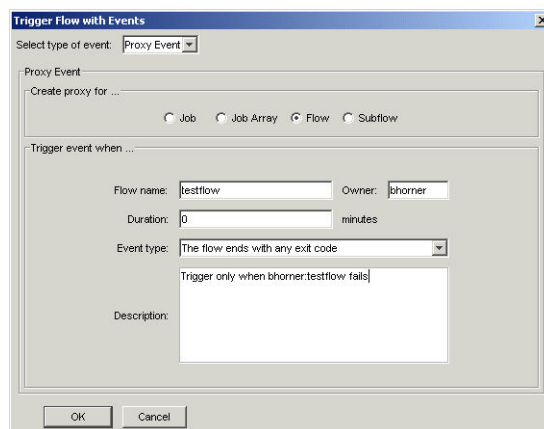 Trigger Flow with Events
Select type of event: Proxy Event
Proxy Event
Create proxy for ...
Job Job Array Flow Subflow
Trigger event when ...
Flow name: testflow Owner: bhorner
Duration: 0 minutes
Event type: The flow ends with any exit code
Trigger only when bhorner:testflow fails
Description:
OK Cancel